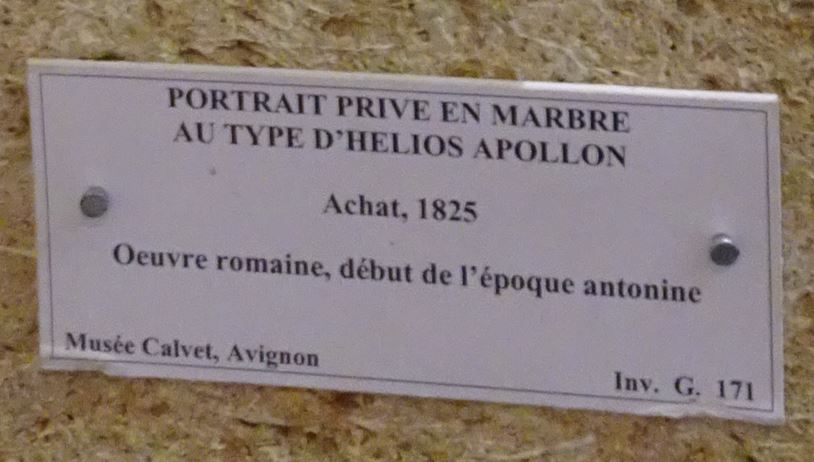 PORTRAIT PRIVE EN MARBRE
AU TYPE D'HELIOS APOLLON
Achat, 1825
Oeuvre romaine, début de l'époque antonine
Musée Calvet, Avignon
Inv. G. 171